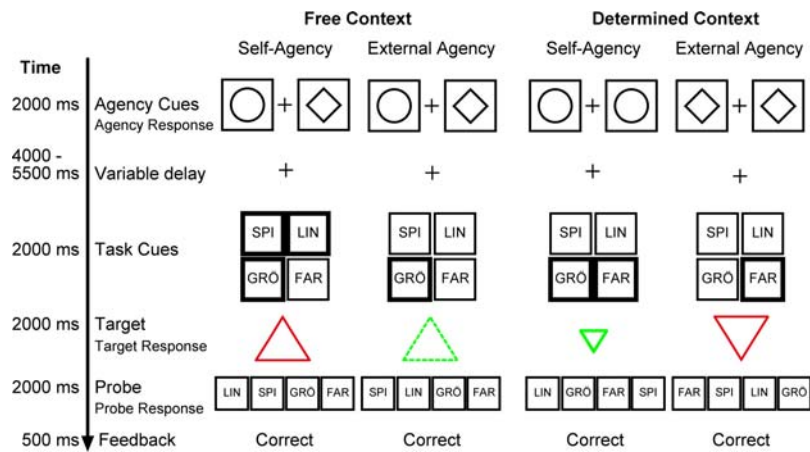 Free Context Determined Context
Self-Agency External Agency Self-Agency External Agency
Time
2000 ms Agency Cues + + + +
Agency Response
4000 -
5500 ms Variable delay + + + +
SPI LIN SPI LIN SPI LIN SPI LIN
2000 ms Task Cues
GRÖ FAR GRÖ FAR GRÖ FAR GRÖ FAR
2000 ms Target
Target Response
2000 ms Probe LIN SPI GRÖ FAR SPI LIN GRÖ FAR LIN GRÖ FAR SPI FAR SPI LIN GRÖ
Probe Response
500 ms Feedback Correct Correct Correct Correct